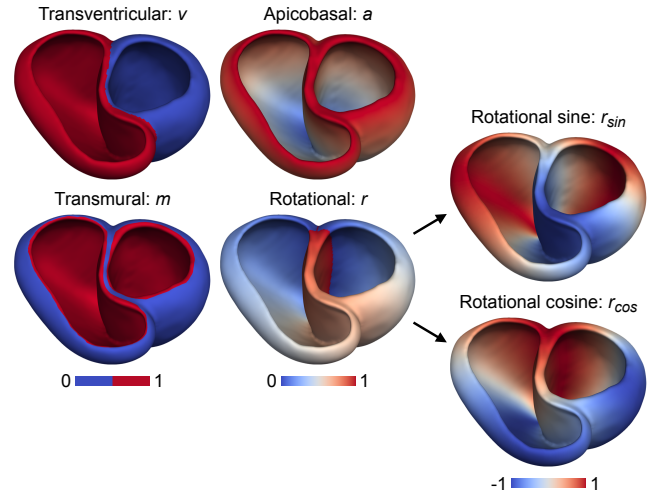 Transventricular: v
Apicobasal: a
Rotational sine: r_sin
Transmural: m
Rotational: r
Rotational cosine: r_cos
0 1
0 1
-1 1